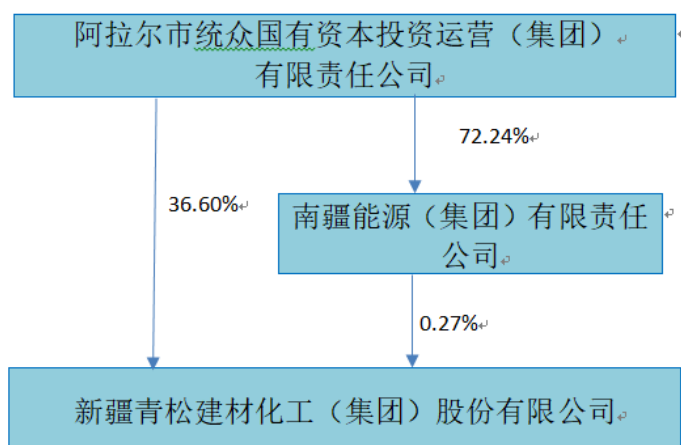 阿拉尔市统众国有资本投资运营（集团）
有限责任公司
72.24%
36.60%
南疆能源（集团）有限责任
公司
0.27%
新疆青松建材化工（集团）股份有限公司